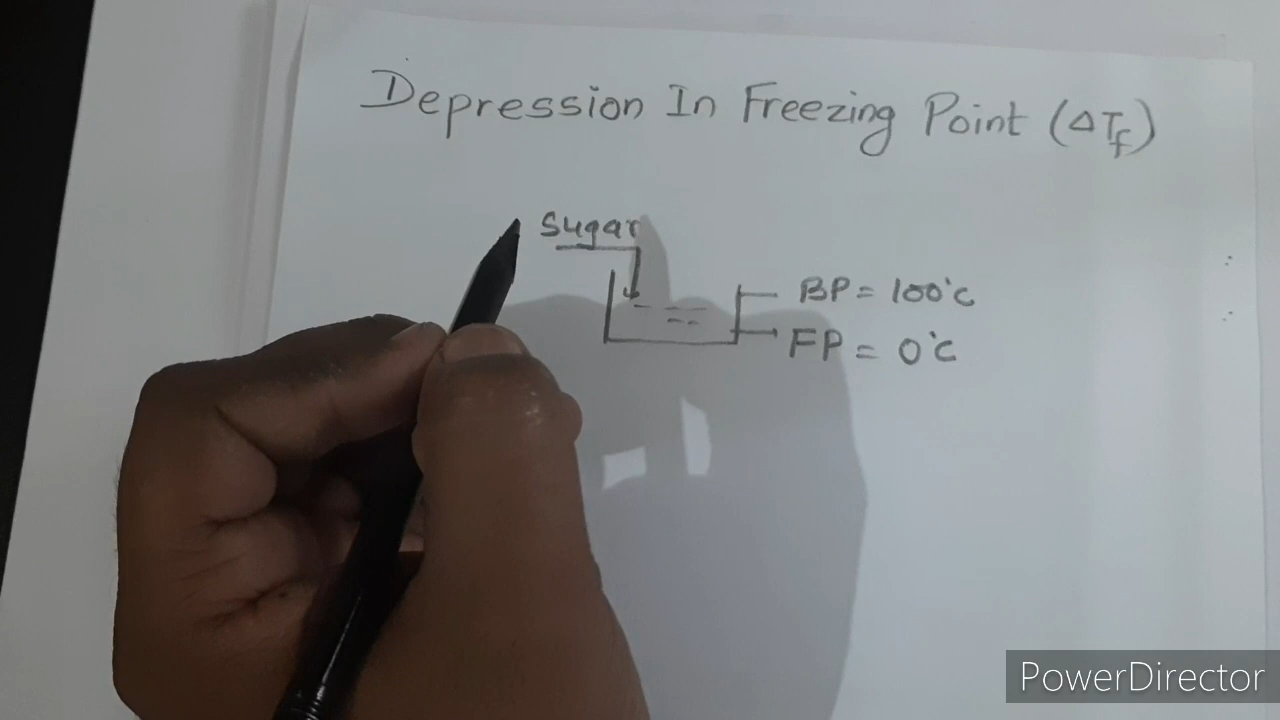 Depression In Freezing Point (ΔTf)
Sugar
BP = 100°c
FP = 0°c
PowerDirector